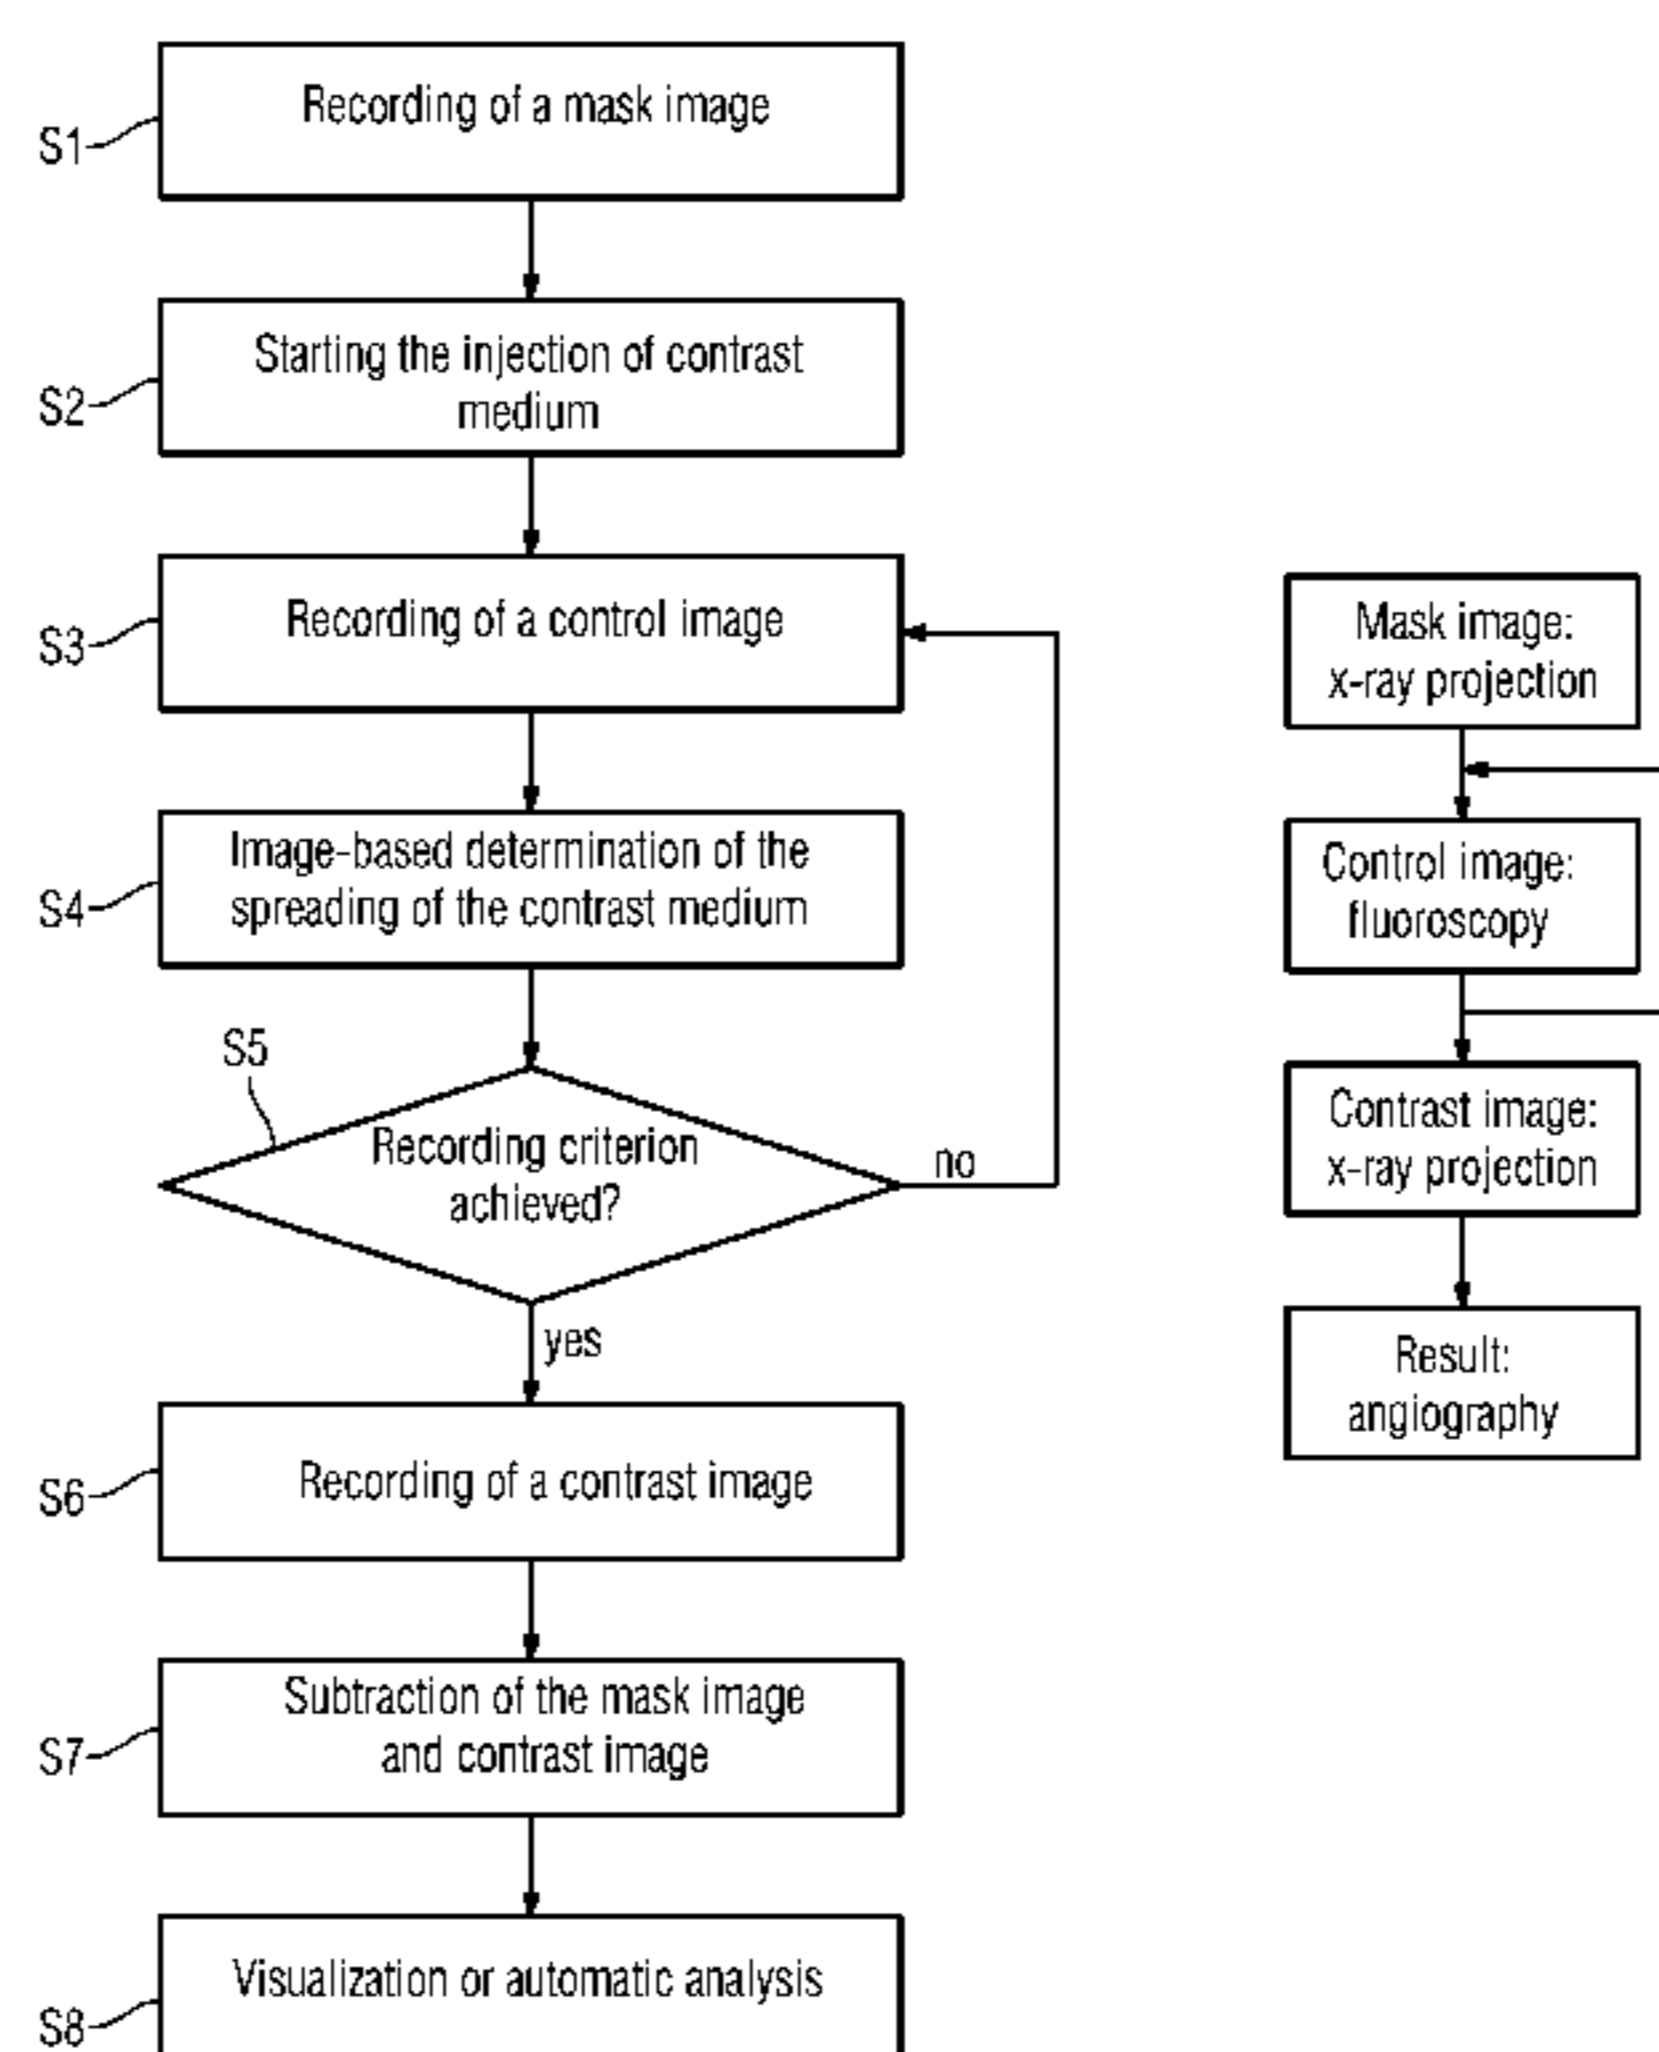 Recording of a mask image
S1
Starting the injection of contrast
medium
S2
Recording of a control image
S3
Image-based determination of the
spreading of the contrast medium
S4
S5
Recording criterion
achieved?
no
yes
Recording of a contrast image
S6
Subtraction of the mask image
and contrast image
S7
Visualization or automatic analysis
S8
Mask image:
x-ray projection
Control image:
fluoroscopy
Contrast image:
x-ray projection
Result:
angiography